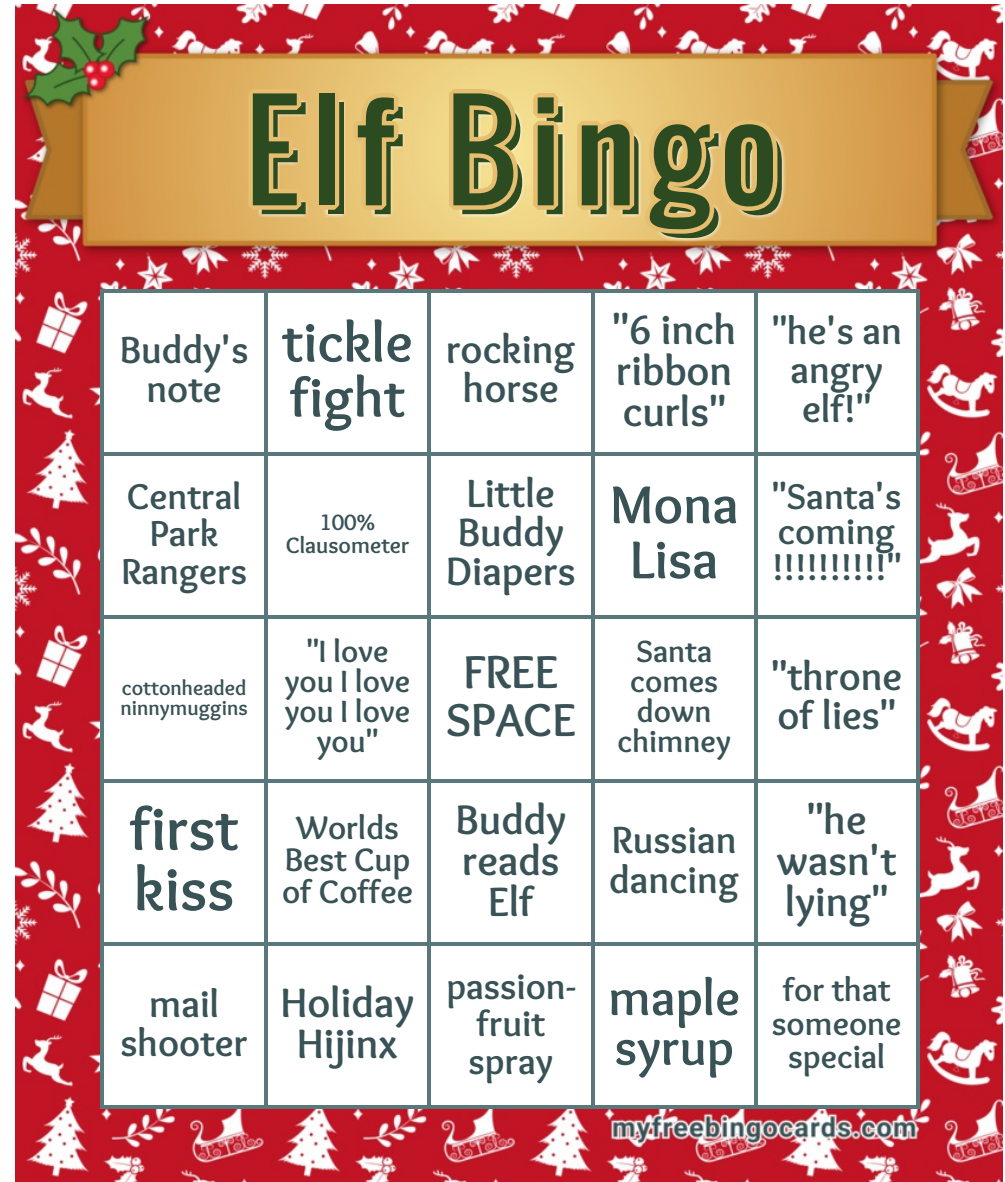 Elf Bingo
Buddy's
note
tickle
fight
rocking
horse
"6 inch
ribbon
curls"
"he's an
angry
elf!"
Central
Park
Rangers
100%
Clausometer
Little
Buddy
Diapers
Mona
Lisa
"Santa's
coming
!!!!!!!!!!"
cottonheaded
ninnymuggins
"I love
you I love
you I love
you"
FREE
SPACE
Santa
comes
down
chimney
"throne
of lies"
first
kiss
Worlds
Best Cup
of Coffee
Buddy
reads
Elf
Russian
dancing
"he
wasn't
lying"
mail
shooter
Holiday
Hijinx
passion-
fruit
spray
maple
syrup
for that
someone
special
myfreebingocards.com